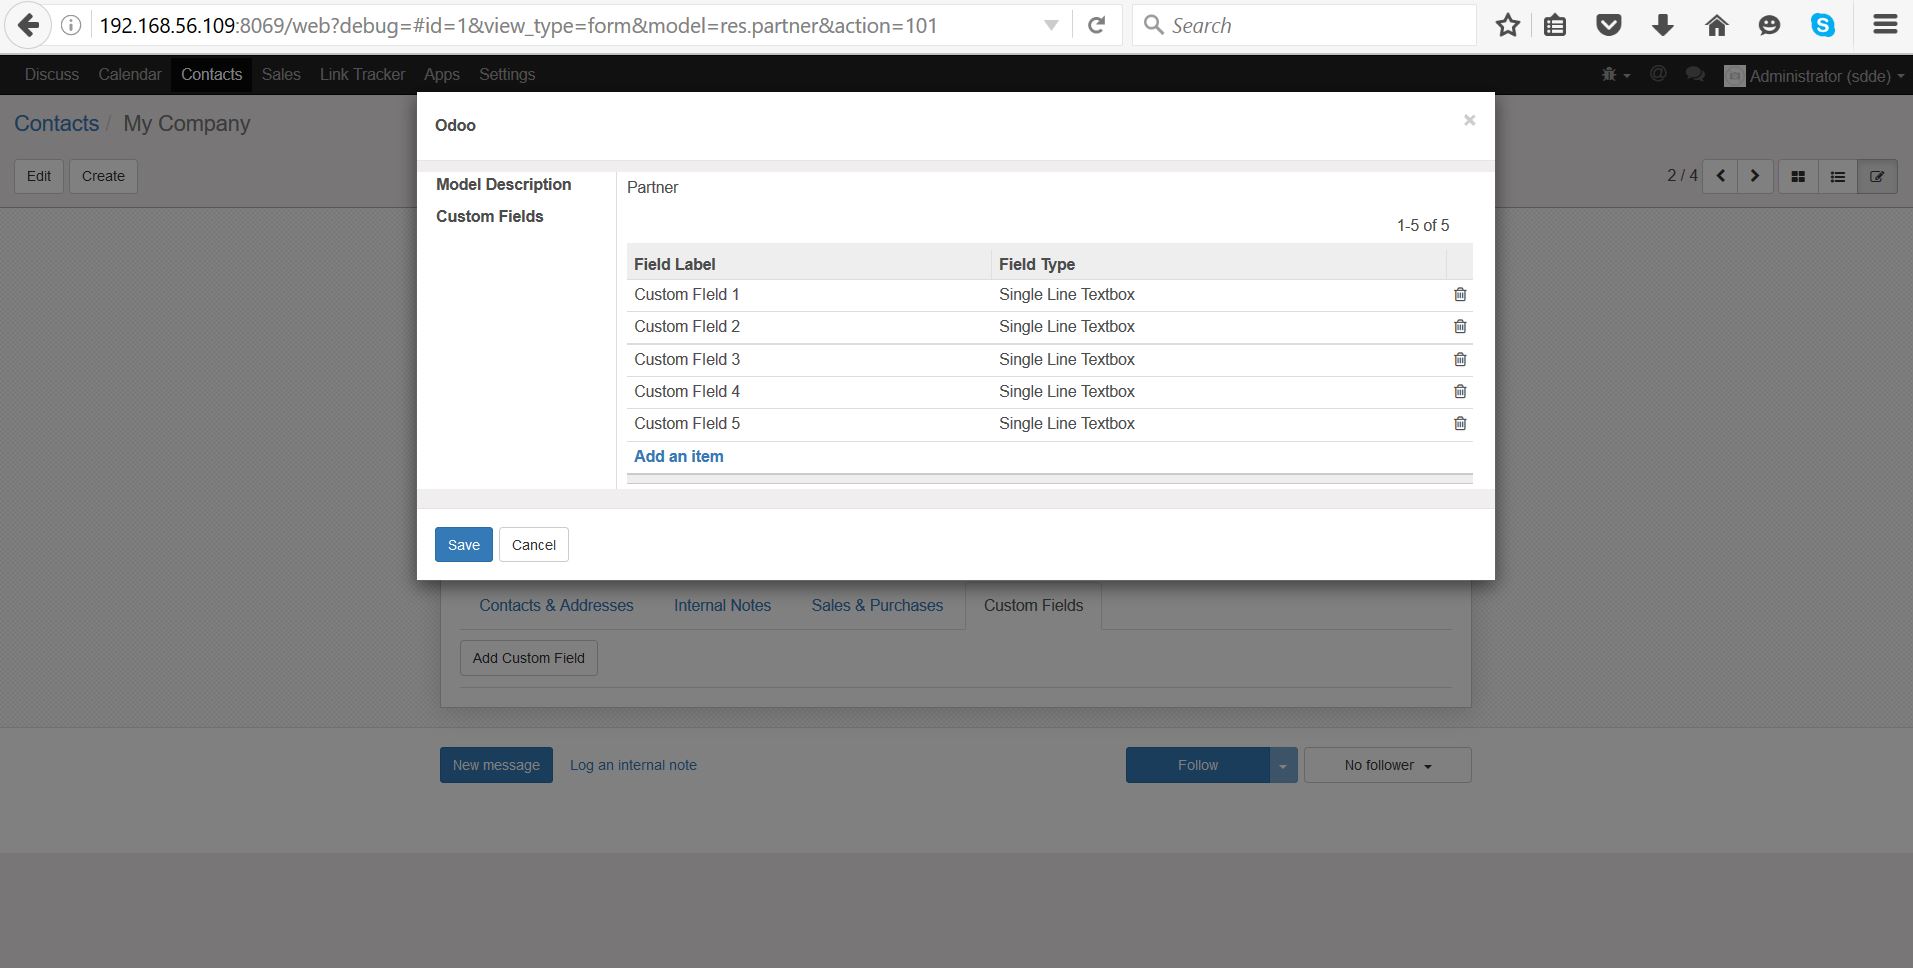 192.168.56.109:8069/web?debug=#id=1&view_type=form&model=res.partner&action=101
Search
Discuss Calendar Contacts Sales Link Tracker Apps Settings
@ Administrator (sdde)
Contacts / My Company
Edit Create
2 / 4
Odoo
×
Model Description Partner
Custom Fields
1-5 of 5
Field Label Field Type
Custom FIeld 1 Single Line Textbox
Custom FIeld 2 Single Line Textbox
Custom FIeld 3 Single Line Textbox
Custom FIeld 4 Single Line Textbox
Custom FIeld 5 Single Line Textbox
Add an item
Save Cancel
Contacts & Addresses Internal Notes Sales & Purchases Custom Fields
Add Custom Field
New message Log an internal note Follow No follower